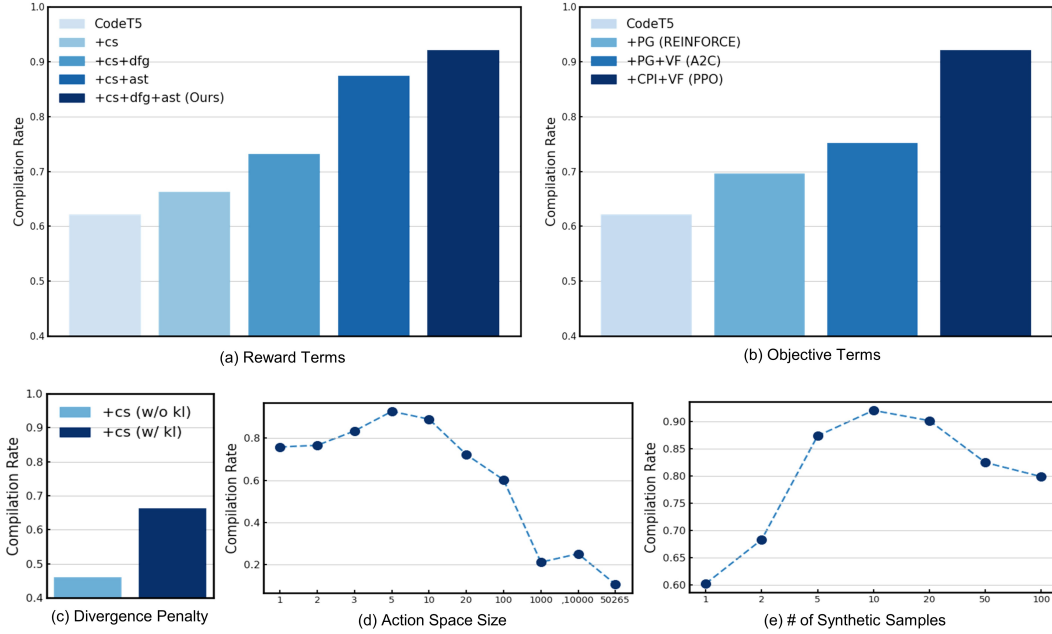 1.0
0.9
0.8
0.7
0.6
0.5
0.4
Compilation Rate
CodeT5
+cs
+cs+dfg
+cs+ast
+cs+dfg+ast (Ours)
(a) Reward Terms
1.0
0.9
0.8
0.7
0.6
0.5
0.4
Compilation Rate
CodeT5
+PG (REINFORCE)
+PG+VF (A2C)
+CPI+VF (PPO)
(b) Objective Terms
1.0
0.9
0.8
0.7
0.6
0.5
0.4
Compilation Rate
+cs (w/o kl)
+cs (w/ kl)
(c) Divergence Penalty
0.8
0.6
0.4
0.2
Compilation Rate
1 2 3 5 10 20 100 1000 ,10000 50265
(d) Action Space Size
0.90
0.85
0.80
0.75
0.70
0.65
0.60
Compilation Rate
1 2 5 10 20 50 100
(e) # of Synthetic Samples